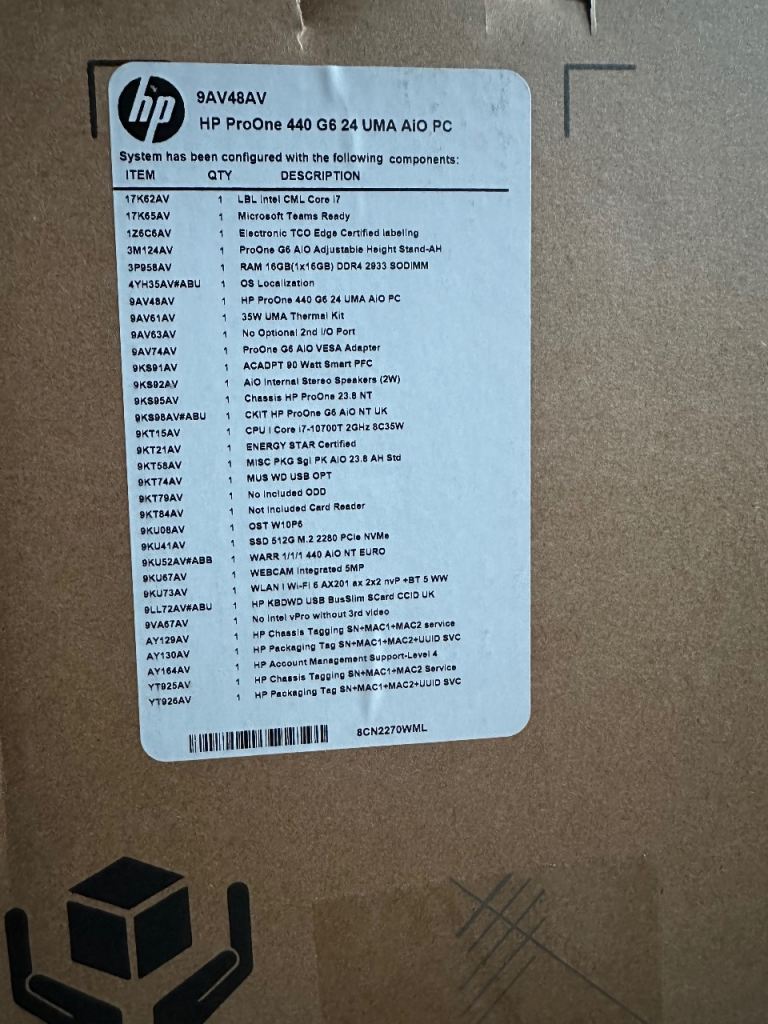 hp
9AV48AV
HP ProOne 440 G6 24 UMA AiO PC
System has been configured with the following components:
ITEM QTY DESCRIPTION
17K62AV 1 LBL Intel CML Core i7
17K65AV 1 Microsoft Teams Ready
1Z6C6AV 1 Electronic TCO Edge Certified labeling
3M124AV 1 ProOne G6 AiO Adjustable Height Stand-AH
3P958AV 1 RAM 16GB(1x16GB) DDR4 2933 SODIMM
4YH35AV#ABU 1 OS Localization
9AV48AV 1 HP ProOne 440 G6 24 UMA AiO PC
9AV61AV 1 35W UMA Thermal Kit
9AV63AV 1 No Optional 2nd I/O Port
9AV74AV 1 ProOne G6 AiO VESA Adapter
9KS91AV 1 ACADPT 90 Watt Smart PFC
9KS92AV 1 AiO Internal Stereo Speakers (2W)
9KS95AV 1 Chassis HP ProOne 23.8 NT
9KS98AV#ABU 1 CKIT HP ProOne G6 AiO NT UK
9KT15AV 1 CPU I Core i7-10700T 2GHz 8C35W
9KT21AV 1 ENERGY STAR Certified
9KT58AV 1 MISC PKG Sgl PK AiO 23.8 AH Std
9KT74AV 1 MUS WD USB OPT
9KT79AV 1 No Included ODD
9KT84AV 1 Not Included Card Reader
9KU08AV 1 OST W10P6
9KU41AV 1 SSD 512G M.2 2280 PCIe NVMe
9KU52AV#ABB 1 WARR 1/1/1 440 AiO NT EURO
9KU67AV 1 WEBCAM Integrated 5MP
9KU73AV 1 WLAN I Wi-Fi 6 AX201 ax 2x2 nvP +BT 5 WW
9LL72AV#ABU 1 HP KBDWD USB BusSlim SCard CCID UK
9VA67AV 1 No Intel vPro without 3rd video
AY129AV 1 HP Chassis Tagging SN+MAC1+MAC2 service
AY130AV 1 HP Packaging Tag SN+MAC1+MAC2+UUID SVC
AY164AV 1 HP Account Management Support-Level 4
YT925AV 1 HP Chassis Tagging SN+MAC1+MAC2 Service
YT926AV 1 HP Packaging Tag SN+MAC1+MAC2+UUID SVC
8CN2270WML